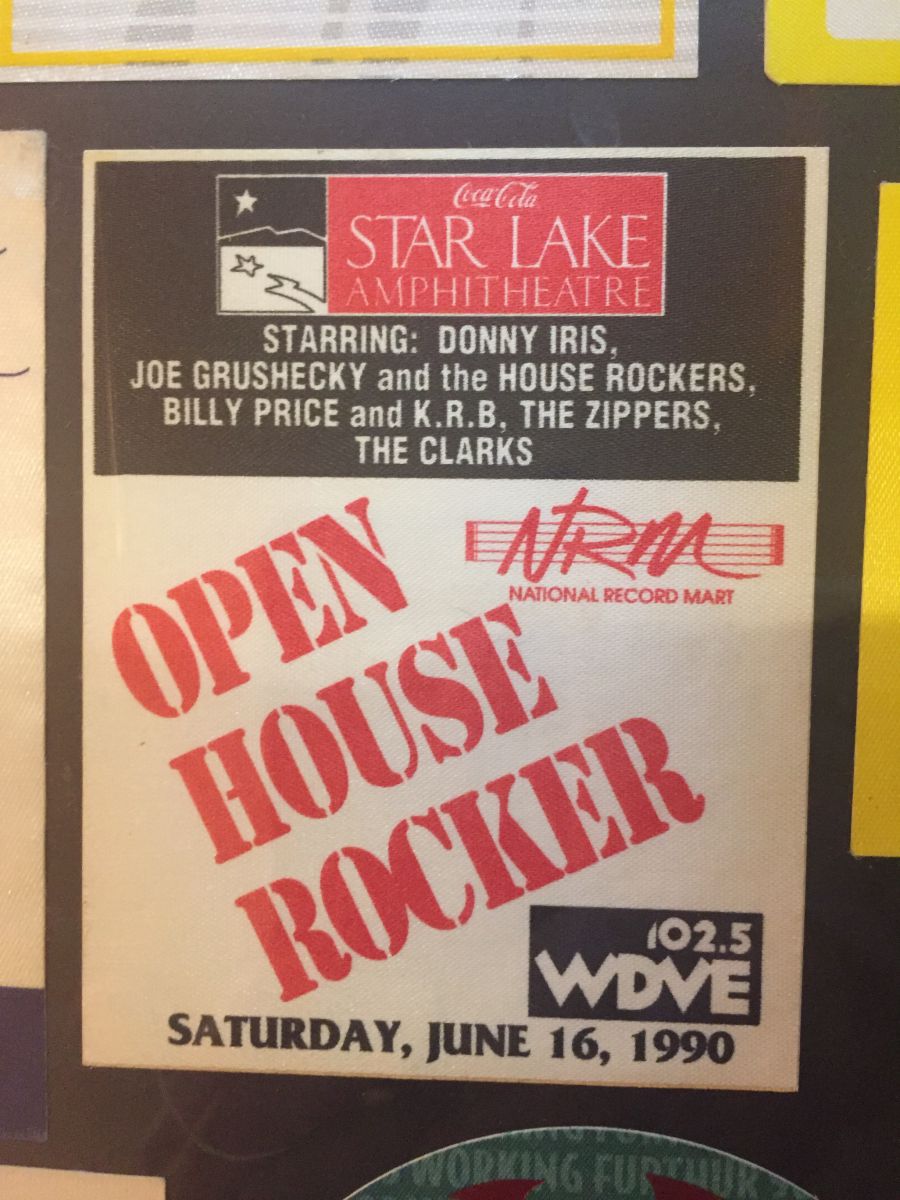 Coca-Cola
STAR LAKE
AMPHITHEATRE
STARRING: DONNY IRIS,
JOE GRUSHECKY and the HOUSE ROCKERS,
BILLY PRICE and K.R.B, THE ZIPPERS,
THE CLARKS
NRM
NATIONAL RECORD MART
OPEN
HOUSE
ROCKER
102.5
WDVE
SATURDAY, JUNE 16, 1990
WORKING FURTHUR